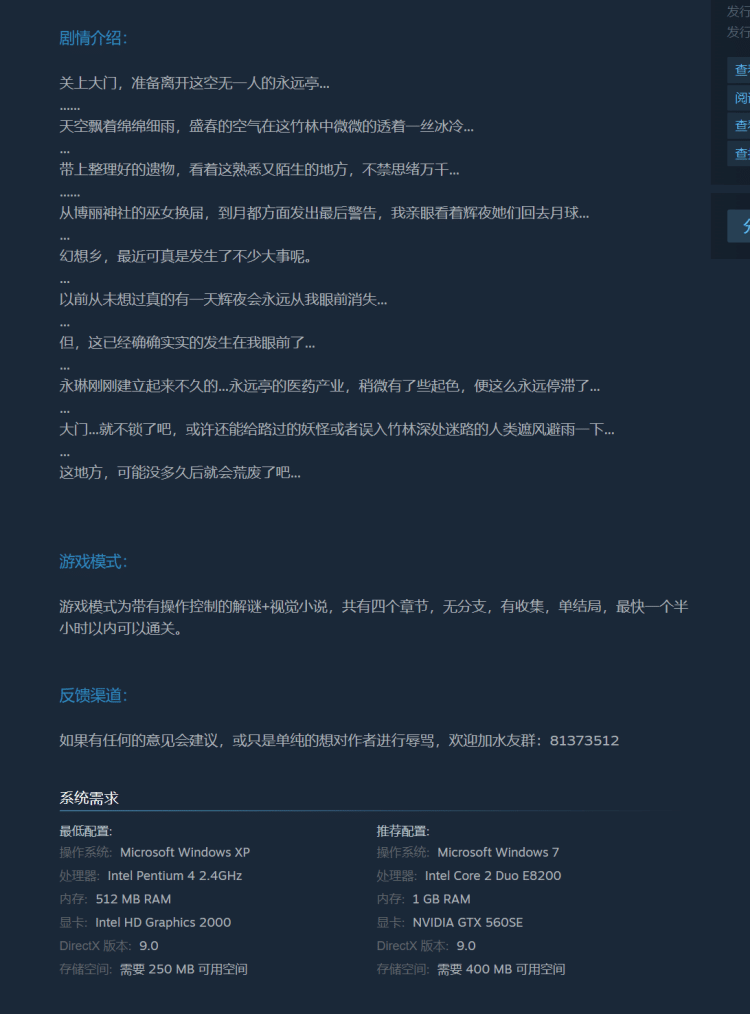 剧情介绍:
关上大门，准备离开这空无一人的永远亭...
......
天空飘着绵绵细雨，盛春的空气在这竹林中微微的透着一丝冰冷...
...
带上整理好的遗物，看着这熟悉又陌生的地方，不禁思绪万千...
......
从博丽神社的巫女换届，到月都方面发出最后警告，我亲眼看着辉夜她们回去月球...
...
幻想乡，最近可真是发生了不少大事呢。
...
以前从未想过真的有一天辉夜会永远从我眼前消失...
...
但，这已经确确实实的发生在我眼前了...
...
永琳刚刚建立起来不久的...永远亭的医药产业，稍微有了些起色，便这么永远停滞了...
...
大门...就不锁了吧，或许还能给路过的妖怪或者误入竹林深处迷路的人类遮风避雨一下...
...
这地方，可能没多久后就会荒废了吧...
游戏模式:
游戏模式为带有操作控制的解谜+视觉小说，共有四个章节，无分支，有收集，单结局，最快一个半
小时以内可以通关。
反馈渠道:
如果有任何的意见会建议，或只是单纯的想对作者进行辱骂，欢迎加水友群：81373512
系统需求
最低配置:
操作系统: Microsoft Windows XP
处理器: Intel Pentium 4 2.4GHz
内存: 512 MB RAM
显卡: Intel HD Graphics 2000
DirectX 版本: 9.0
存储空间: 需要 250 MB 可用空间
推荐配置:
操作系统: Microsoft Windows 7
处理器: Intel Core 2 Duo E8200
内存: 1 GB RAM
显卡: NVIDIA GTX 560SE
DirectX 版本: 9.0
存储空间: 需要 400 MB 可用空间
发行
发行
查
阅
查
查